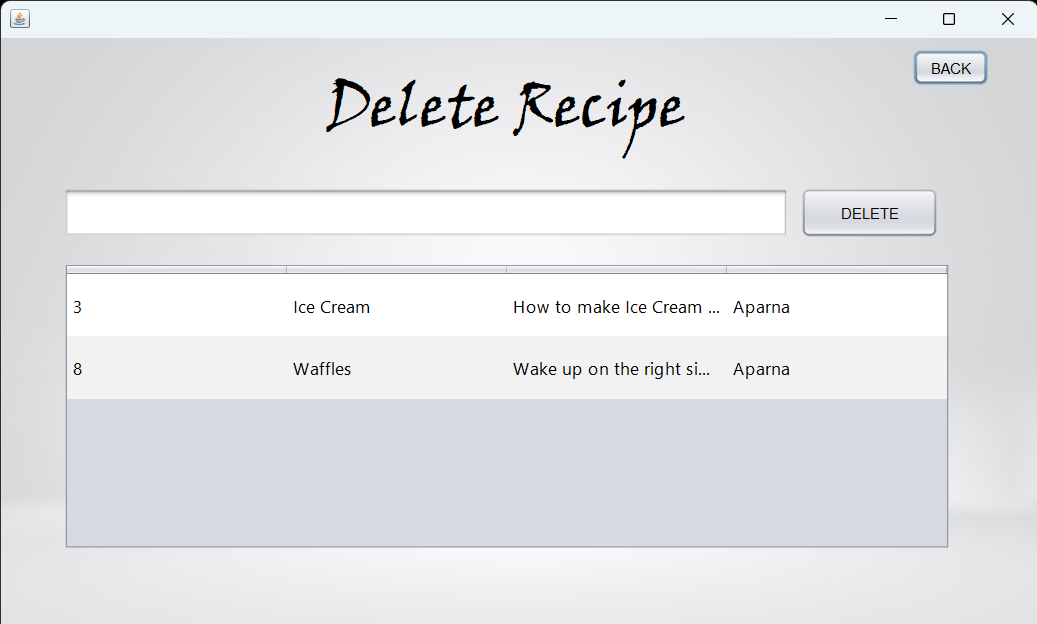 BACK
Delete Recipe
DELETE
3 Ice Cream How to make Ice Cream ... Aparna
8 Waffles Wake up on the right si... Aparna